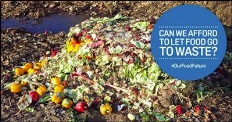 CAN WE AFFORD
TO LET FOOD GO
TO WASTE?
#OurFoodFuture